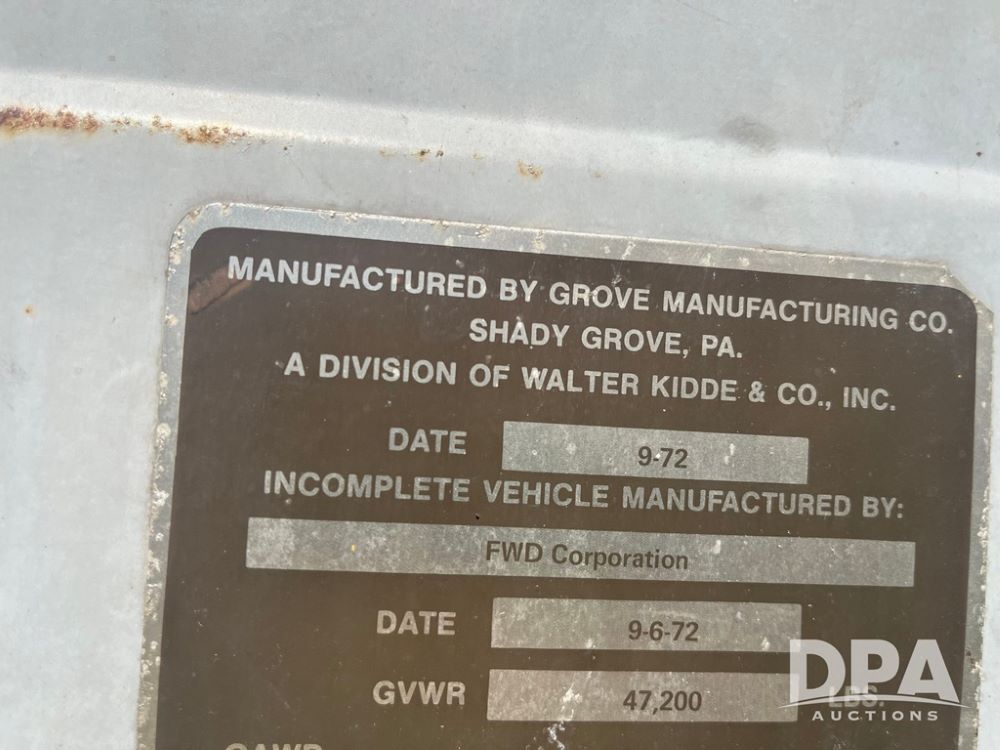 MANUFACTURED BY GROVE MANUFACTURING CO.
SHADY GROVE, PA.
A DIVISION OF WALTER KIDDE & CO., INC.
DATE 9-72
INCOMPLETE VEHICLE MANUFACTURED BY:
FWD Corporation
DATE 9-6-72
GVWR 47,200 LBS.
GAWR
DPA
AUCTIONS